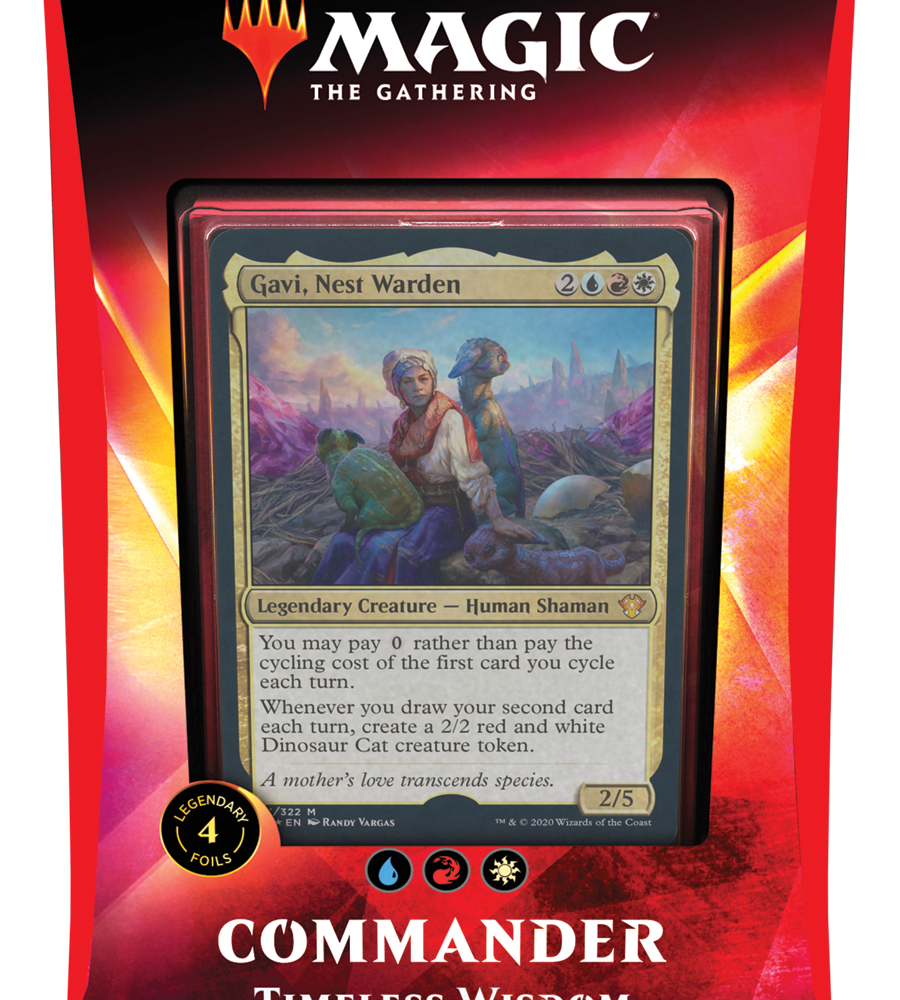 MAGIC
THE GATHERING
Gavi, Nest Warden 2
Legendary Creature — Human Shaman
You may pay 0 rather than pay the
cycling cost of the first card you cycle
each turn.
Whenever you draw your second card
each turn, create a 2/2 red and white
Dinosaur Cat creature token.
A mother's love transcends species.
2/5
/322 M
EN RANDY VARGAS
™ & © 2020 Wizards of the Coast
LEGENDARY
4
FOILS
COMMANDER
TIMELESS WISDOM